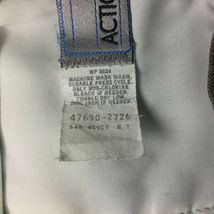 ACTIO
WP 3634
MACHINE WASH WARM,
DURABLE PRESS CYCLE.
ONLY NON-CHLORINE
BLEACH IF NEEDED.
TUMBLE DRY LOW.
COOL IRON IF NEEDED.
47690-2726